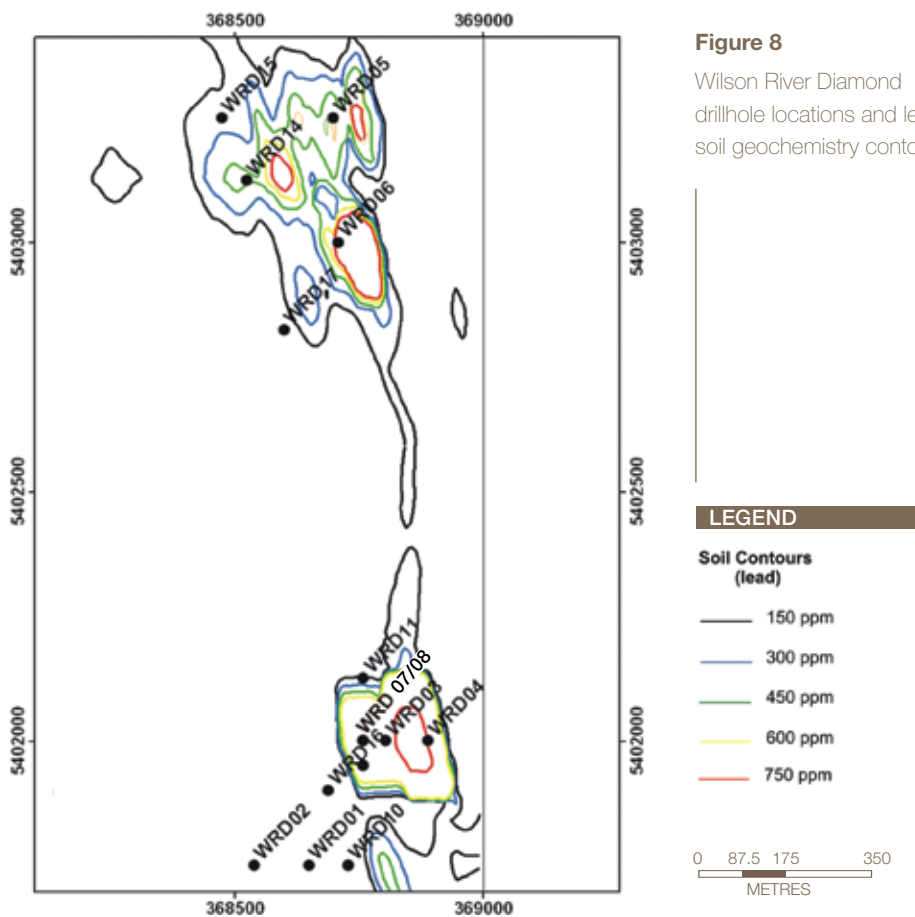 368500
369000
5403000
5402500
5402000
5403000
5402500
5402000
368500
369000
WRD15
WRD05
WRD14
WRD06
WRD17
WRD11
WRD 07/08
WRD03
WRD04
WRD16
WRD02
WRD01
WRD10
Figure 8
Wilson River Diamond
drillhole locations and le
soil geochemistry conto
LEGEND
Soil Contours
(lead)
150 ppm
300 ppm
450 ppm
600 ppm
750 ppm
0 87.5 175 350
METRES